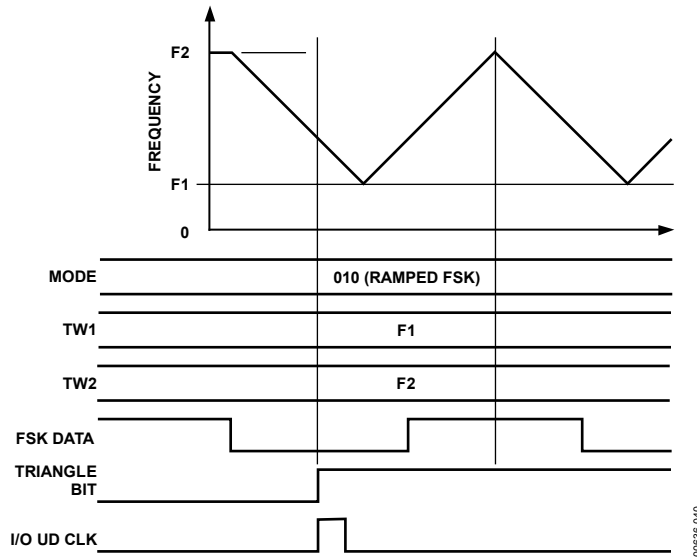 F2
FREQUENCY
F1
0
MODE
010 (RAMPED FSK)
TW1
F1
TW2
F2
FSK DATA
TRIANGLE
BIT
I/O UD CLK